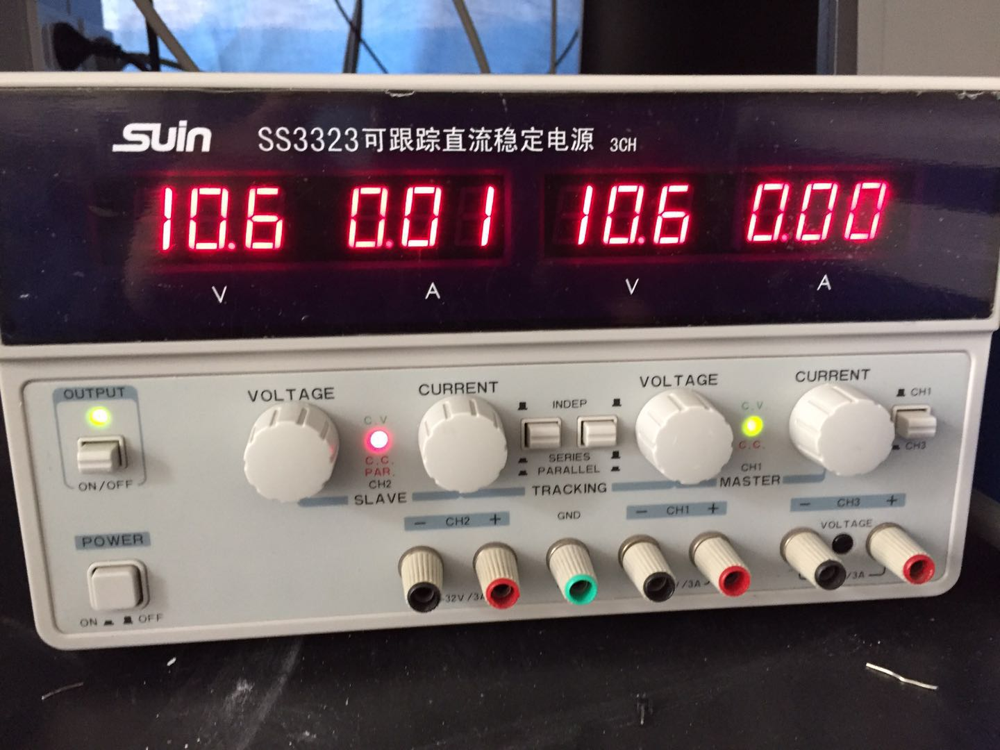 SUin SS3323可跟踪直流稳定电源 3CH
10.6 0.01 10.6 0.00
V A V A
OUTPUT
ON/OFF
VOLTAGE
C.V
C.C.
PAR.
CH2
CURRENT
SLAVE
INDEP
SERIES
PARALLEL
TRACKING
VOLTAGE
C.V
C.C.
CH1
MASTER
CURRENT
CH1
CH3
POWER
ON OFF
− CH2 +
GND
− CH1 +
− CH3 +
VOLTAGE
32V/3A
/3A
/3A